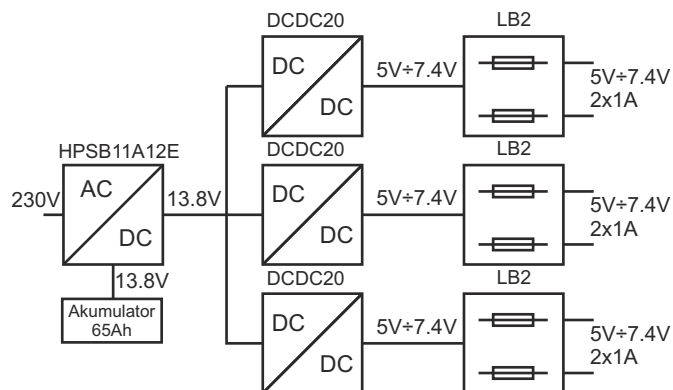 DCDC20
LB2
DC
DC
5V÷7.4V
5V÷7.4V
2x1A
HPSB11A12E
DCDC20
LB2
230V
AC
DC
13.8V
DC
DC
5V÷7.4V
5V÷7.4V
2x1A
13.8V
Akumulator
65Ah
DCDC20
LB2
DC
DC
5V÷7.4V
5V÷7.4V
2x1A